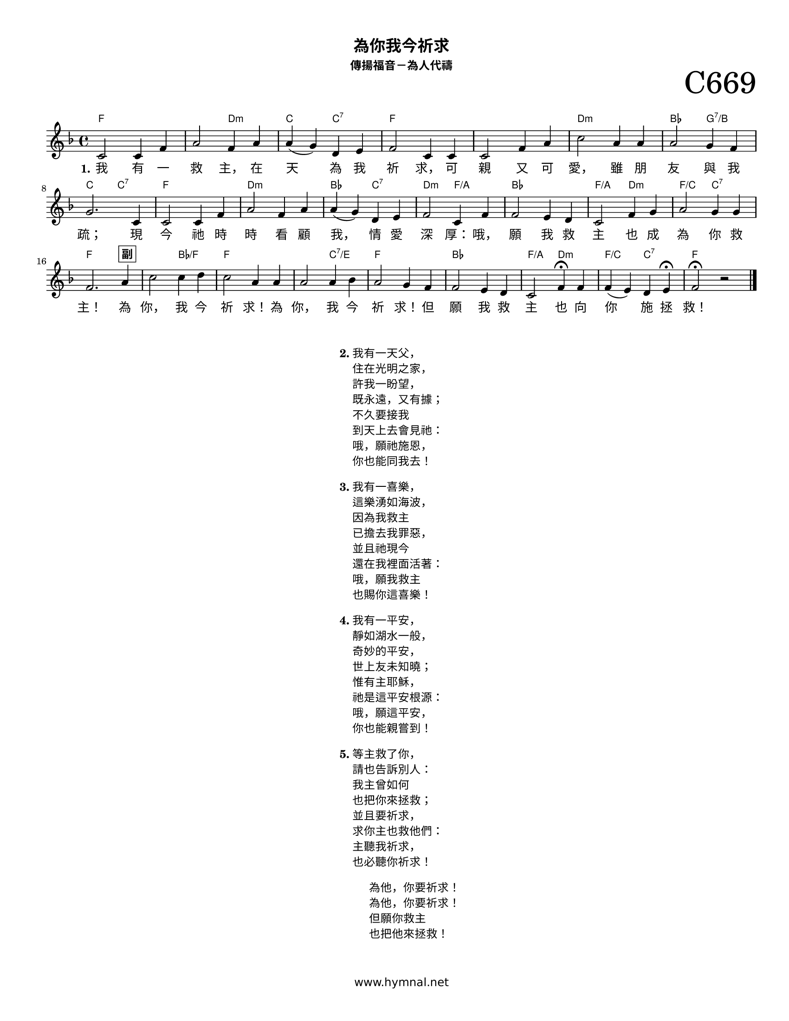 為你我今祈求
傳揚福音－為人代禱
C669
F Dm C C7 F Dm B♭ G7/B
1. 我 有 一 救 主， 在 天 為 我 祈 求， 可 親 又 可 愛， 雖 朋 友 與 我
8 C C7 F Dm B♭ C7 Dm F/A B♭ F/A Dm F/C C7
疏； 現 今 祂 時 時 看 顧 我， 情 愛 深 厚：哦， 願 我 救 主 也 成 為 你 救
16 F 副 B♭/F F C7/E F B♭ F/A Dm F/C C7 F
主！ 為 你， 我 今 祈 求！為 你， 我 今 祈 求！但 願 我 救 主 也 向 你 施 拯 救！
2. 我有一天父，
住在光明之家，
許我一盼望，
既永遠，又有據；
不久要接我
到天上去會見祂：
哦，願祂施恩，
你也能同我去！
3. 我有一喜樂，
這樂湧如海波，
因為我救主
已擔去我罪惡，
並且祂現今
還在我裡面活著：
哦，願我救主
也賜你這喜樂！
4. 我有一平安，
靜如湖水一般，
奇妙的平安，
世上友未知曉；
惟有主耶穌，
祂是這平安根源：
哦，願這平安，
你也能親嘗到！
5. 等主救了你，
請也告訴別人：
我主曾如何
也把你來拯救；
並且要祈求，
求你主也救他們：
主聽我祈求，
也必聽你祈求！
為他，你要祈求！
為他，你要祈求！
但願你救主
也把他來拯救！
www.hymnal.net